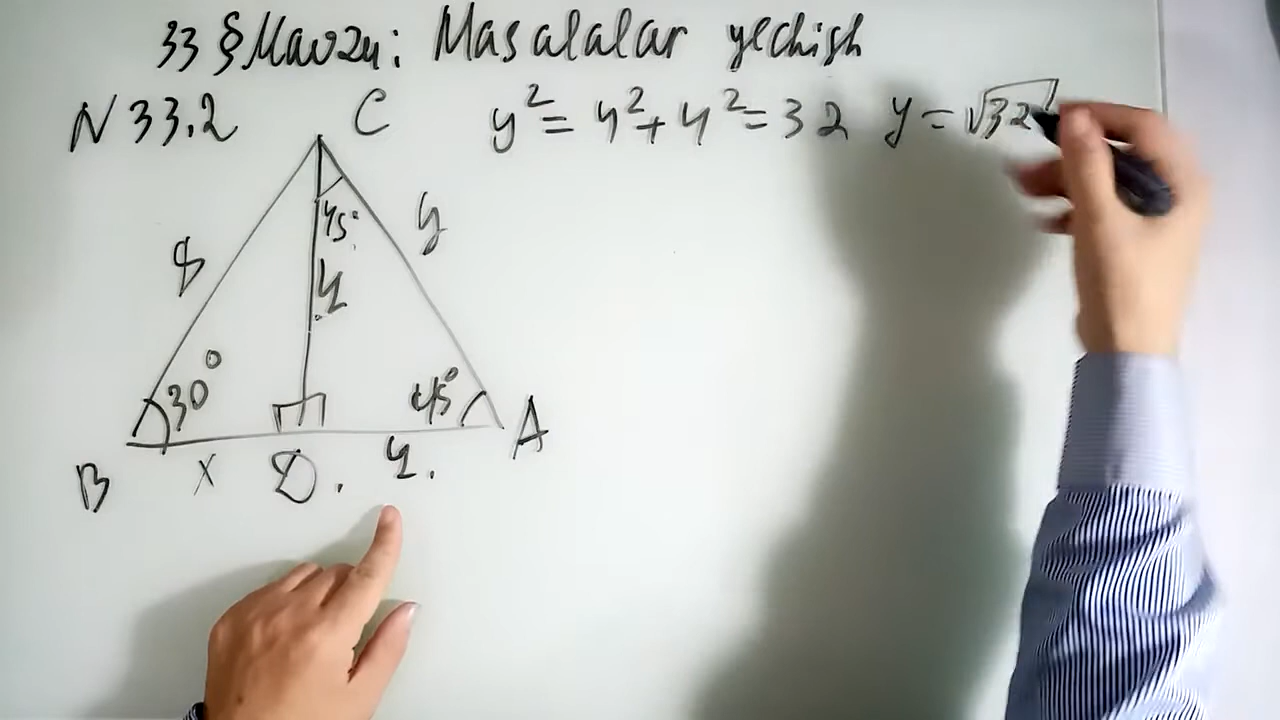 33 § Mavzu: Masalalar yechish
N 33.2
C
y² = 4² + 4² = 32 y = √32
45°
y
8
4
30°
45°
A
B
x
D
4